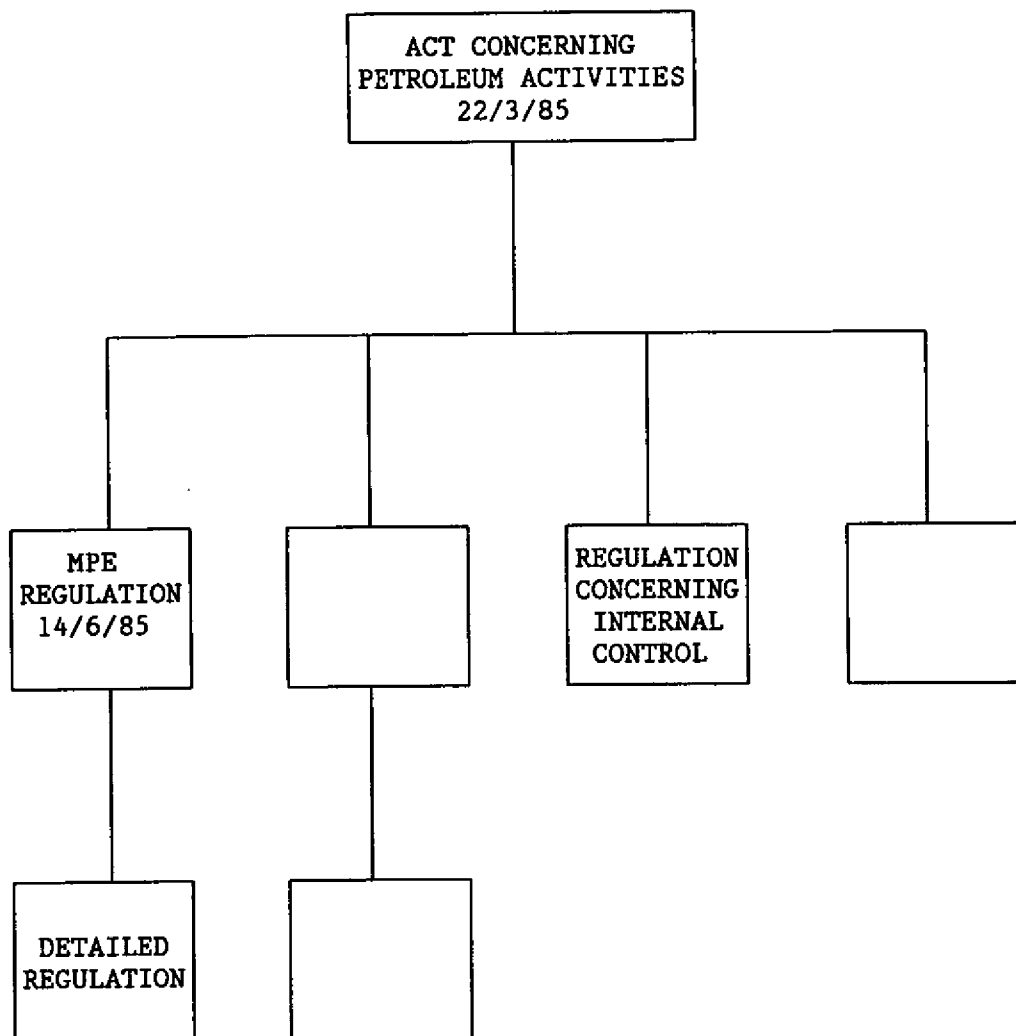 ACT CONCERNING
PETROLEUM ACTIVITIES
22/3/85
MPE
REGULATION
14/6/85
REGULATION
CONCERNING
INTERNAL
CONTROL
DETAILED
REGULATION